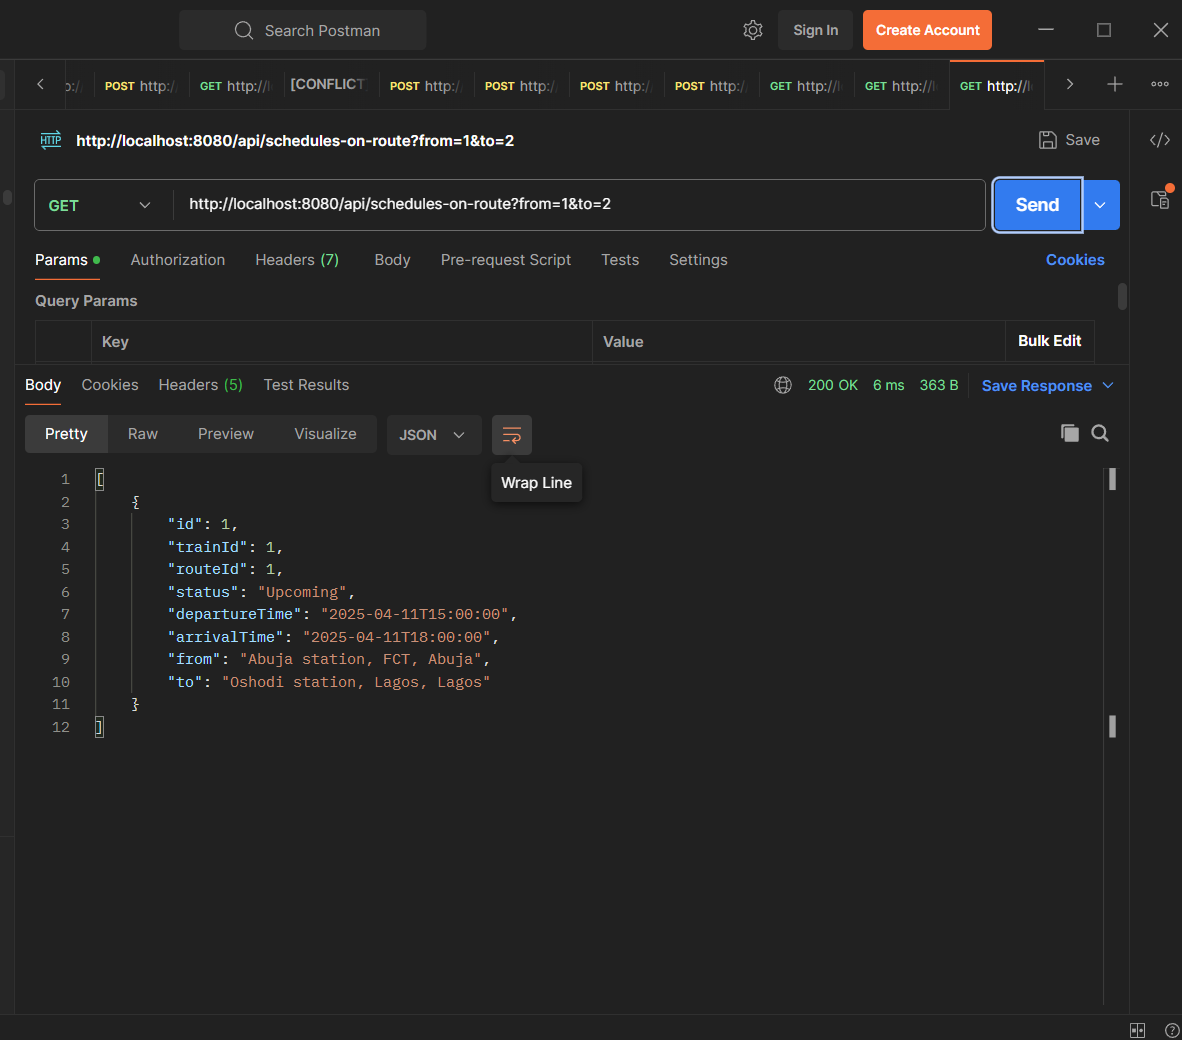 Search Postman
Sign In
Create Account
POST http:/
GET http://l
[CONFLICT
POST http:/
POST http:/
POST http:/
POST http:/
GET http://l
GET http://l
GET http://l
HTTP
http://localhost:8080/api/schedules-on-route?from=1&to=2
Save
GET
http://localhost:8080/api/schedules-on-route?from=1&to=2
Send
Params
Authorization
Headers (7)
Body
Pre-request Script
Tests
Settings
Cookies
Query Params
Key
Value
Bulk Edit
Body
Cookies
Headers (5)
Test Results
200 OK
6 ms
363 B
Save Response
Pretty
Raw
Preview
Visualize
JSON
Wrap Line
1 [
2 {
3 "id": 1,
4 "trainId": 1,
5 "routeId": 1,
6 "status": "Upcoming",
7 "departureTime": "2025-04-11T15:00:00",
8 "arrivalTime": "2025-04-11T18:00:00",
9 "from": "Abuja station, FCT, Abuja",
10 "to": "Oshodi station, Lagos, Lagos"
11 }
12 ]